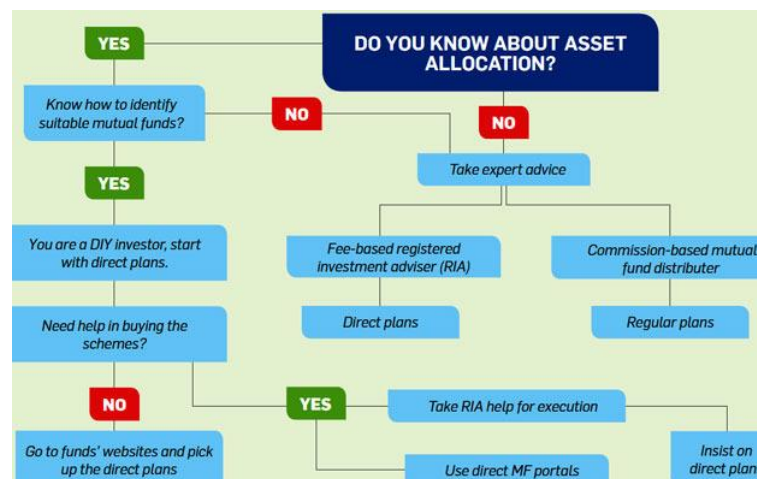 YES
DO YOU KNOW ABOUT ASSET
ALLOCATION?
Know how to identify
suitable mutual funds?
NO
NO
Take expert advice
YES
You are a DIY investor, start
with direct plans.
Fee-based registered
investment adviser (RIA)
Commission-based mutual
fund distributer
Direct plans
Regular plans
Need help in buying the
schemes?
NO
YES
Take RIA help for execution
Go to funds' websites and pick
up the direct plans
Use direct MF portals
Insist on
direct plan